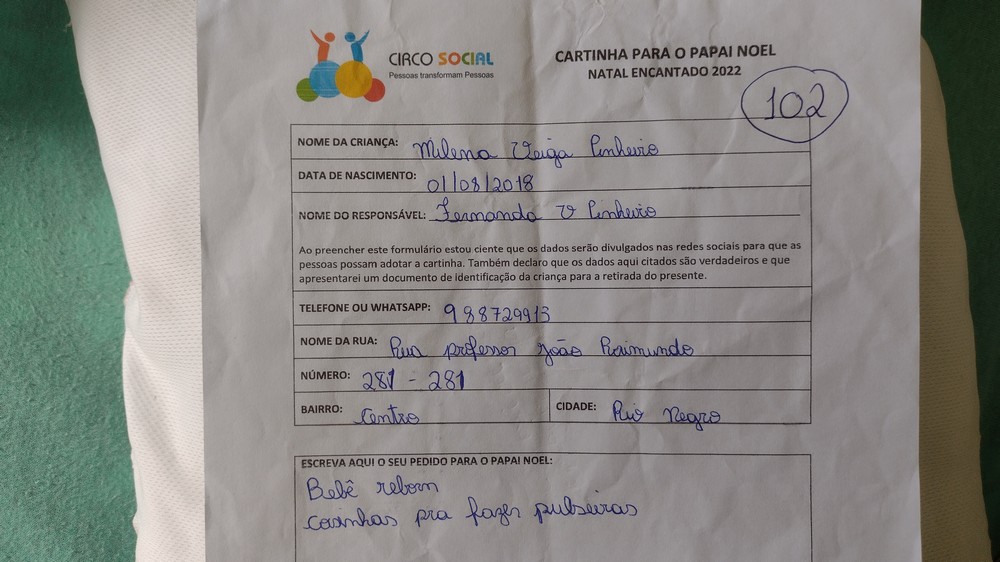 CIRCO SOCIAL
Pessoas transformam Pessoas
CARTINHA PARA O PAPAI NOEL
NATAL ENCANTADO 2022
102
NOME DA CRIANÇA: Milena Veiga Pinheiro
DATA DE NASCIMENTO: 01/08/2018
NOME DO RESPONSÁVEL: Fernanda V Pinheiro
Ao preencher este formulário estou ciente que os dados serão divulgados nas redes sociais para que as
pessoas possam adotar a cartinha. Também declaro que os dados aqui citados são verdadeiros e que
apresentarei um documento de identificação da criança para a retirada do presente.
TELEFONE OU WHATSAPP: 988729913
NOME DA RUA: Rua professor João Raimundo
NÚMERO: 281 - 281
BAIRRO: Centro CIDADE: Rio Negro
ESCREVA AQUI O SEU PEDIDO PARA O PAPAI NOEL:
Bebê reborn
coisinhas pra fazer pulseiras